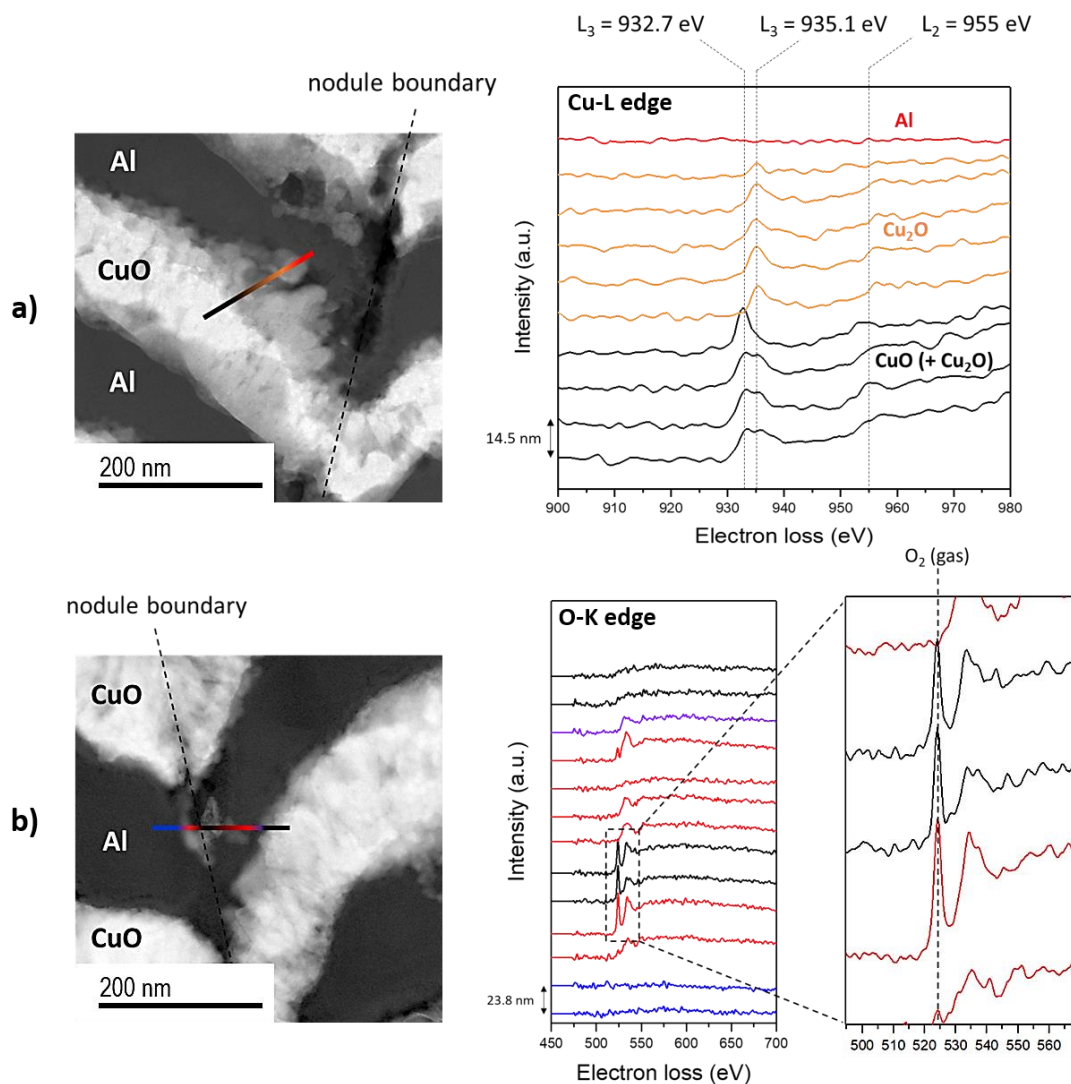 L₃ = 932.7 eV
L₃ = 935.1 eV
L₂ = 955 eV
nodule boundary
a)
Al
CuO
Al
200 nm
Cu-L edge
Al
Cu₂O
CuO (+ Cu₂O)
14.5 nm
Intensity (a.u.)
900 910 920 930 940 950 960 970 980
Electron loss (eV)
nodule boundary
b)
CuO
Al
CuO
200 nm
O-K edge
Intensity (a.u.)
23.8 nm
450 500 550 600 650 700
Electron loss (eV)
O₂ (gas)
500 510 520 530 540 550 560
Electron loss (eV)